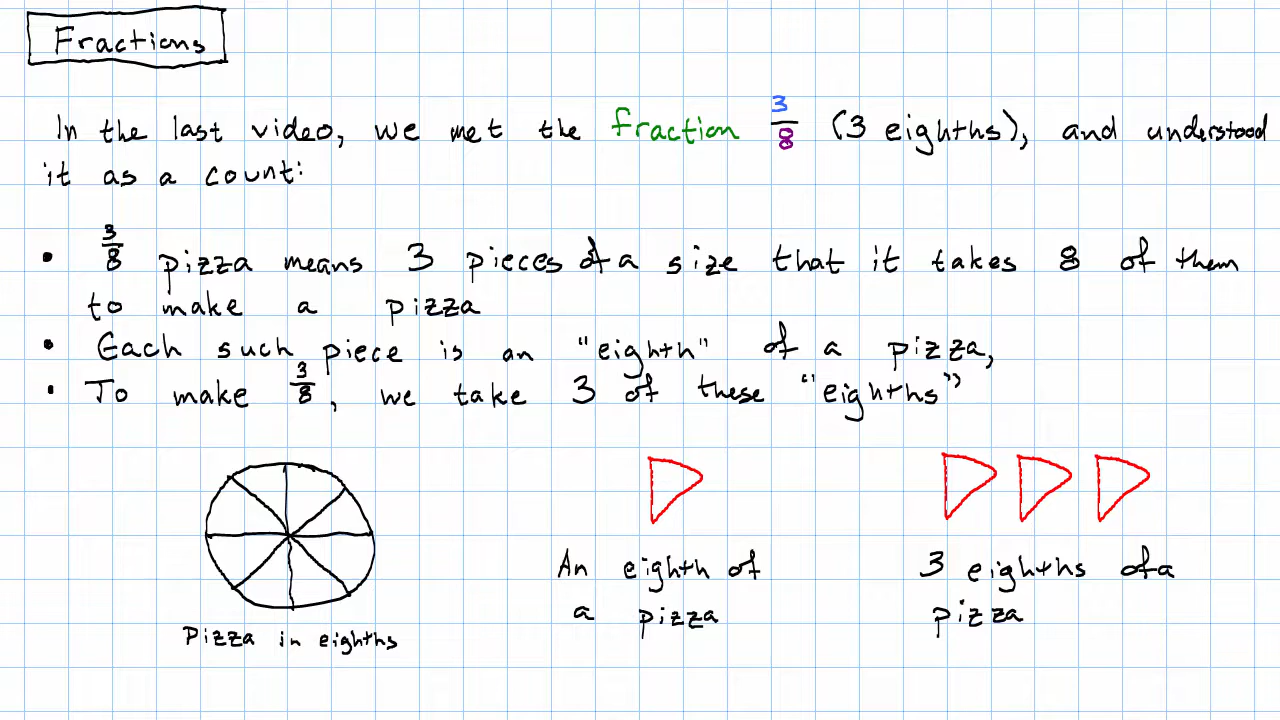 Fractions
In the last video, we met the fraction 3/8 (3 eighths), and understood
it as a count:
• 3/8 pizza means 3 pieces of a size that it takes 8 of them
to make a pizza
• Each such piece is an "eighth" of a pizza,
• To make 3/8, we take 3 of these "eighths"
Pizza in eighths
An eighth of
a pizza
3 eighths of a
pizza